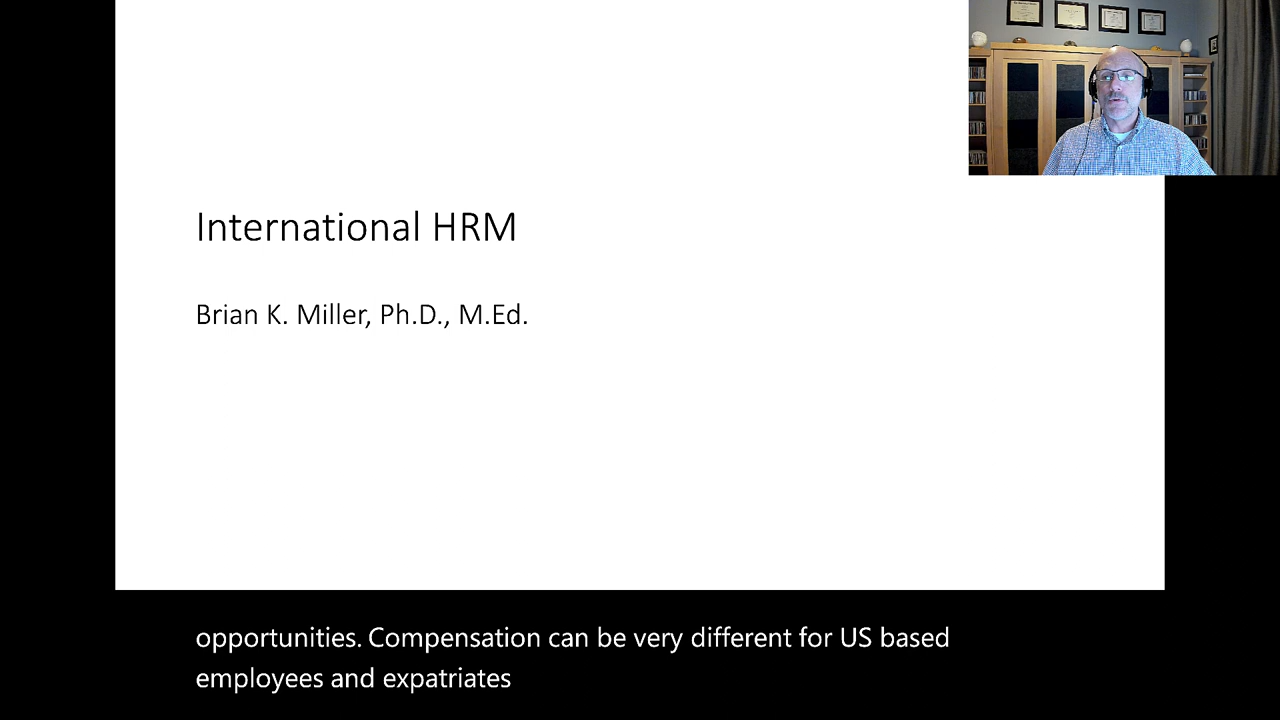 International HRM
Brian K. Miller, Ph.D., M.Ed.
opportunities. Compensation can be very different for US based
employees and expatriates